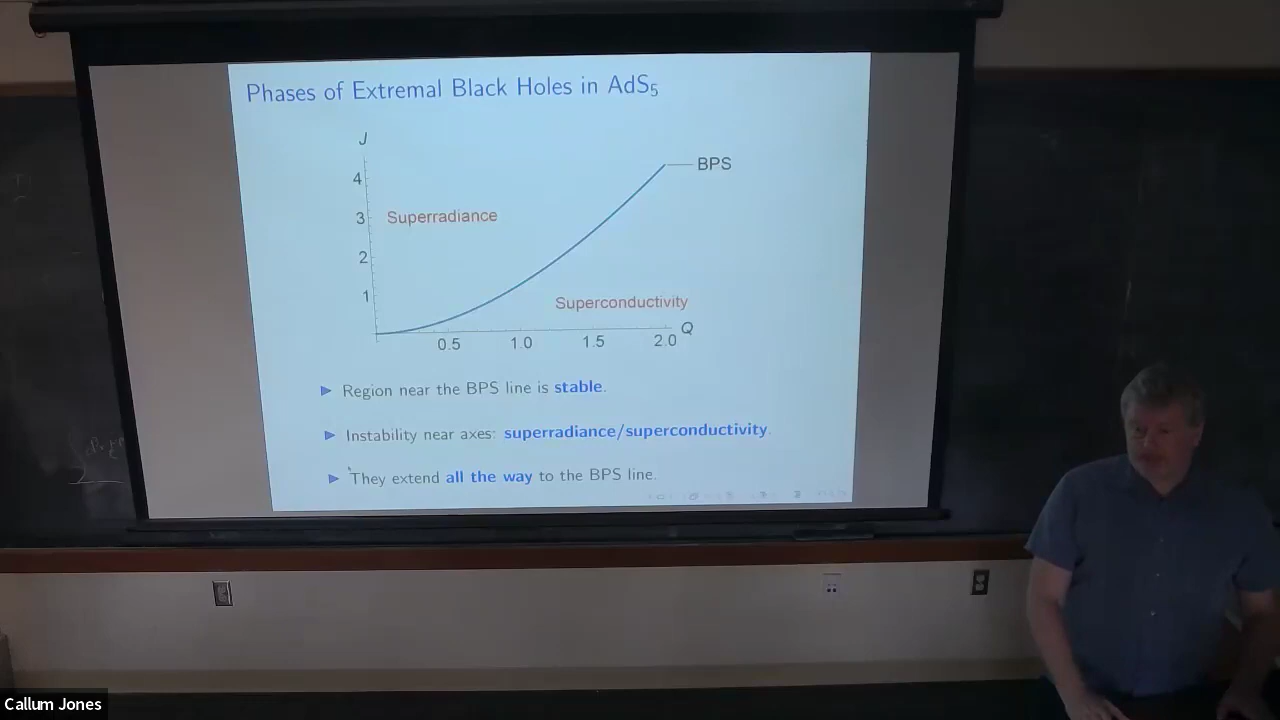 Phases of Extremal Black Holes in AdS5
J
4
BPS
3
Superradiance
2
1
Superconductivity
Q
0.5 1.0 1.5 2.0
Region near the BPS line is stable.
Instability near axes: superradiance/superconductivity.
They extend all the way to the BPS line.
Callum Jones